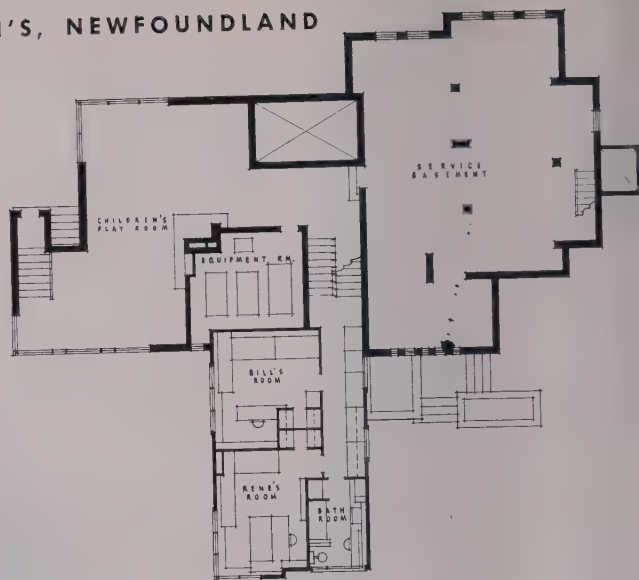 N'S, NEWFOUNDLAND
SERVICE
BASEMENT
CHILDREN'S
PLAY ROOM
EQUIPMENT RM.
BILL'S
ROOM
RENE'S
ROOM
BATH
ROOM